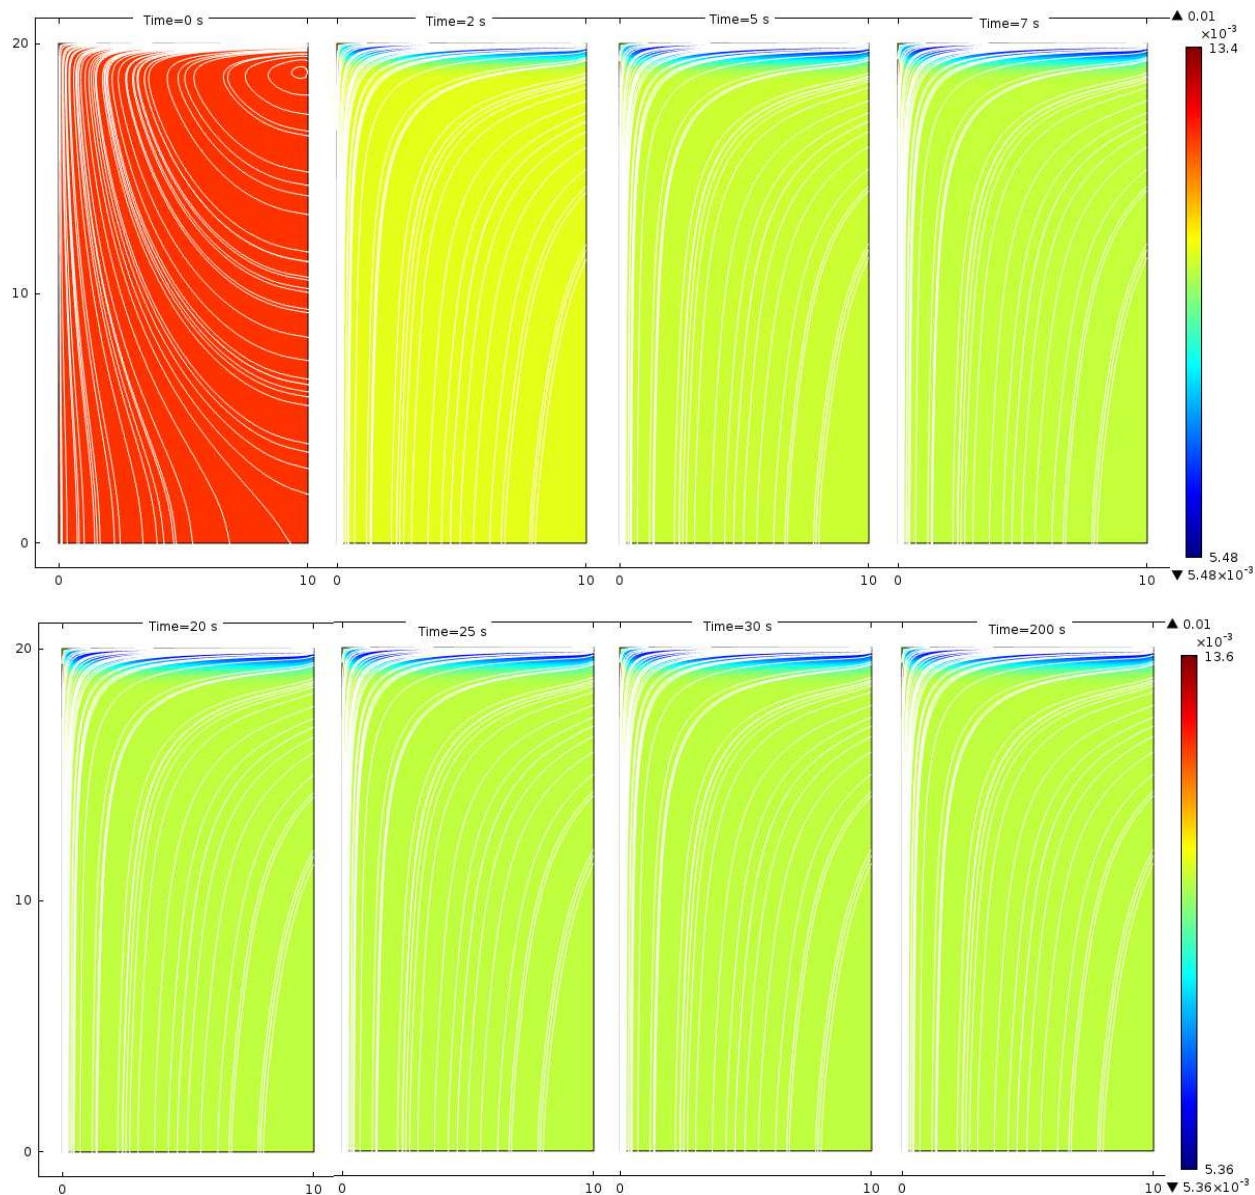 Time=0 s Time=2 s Time=5 s Time=7 s ▲ 0.01
×10⁻³
20 13.4
10
0 5.48
0 10 0 10 0 10 0 10 ▼ 5.48×10⁻³
Time=20 s Time=25 s Time=30 s Time=200 s ▲ 0.01
×10⁻³
20 13.6
10
0 5.36
0 10 0 10 0 10 0 10 ▼ 5.36×10⁻³